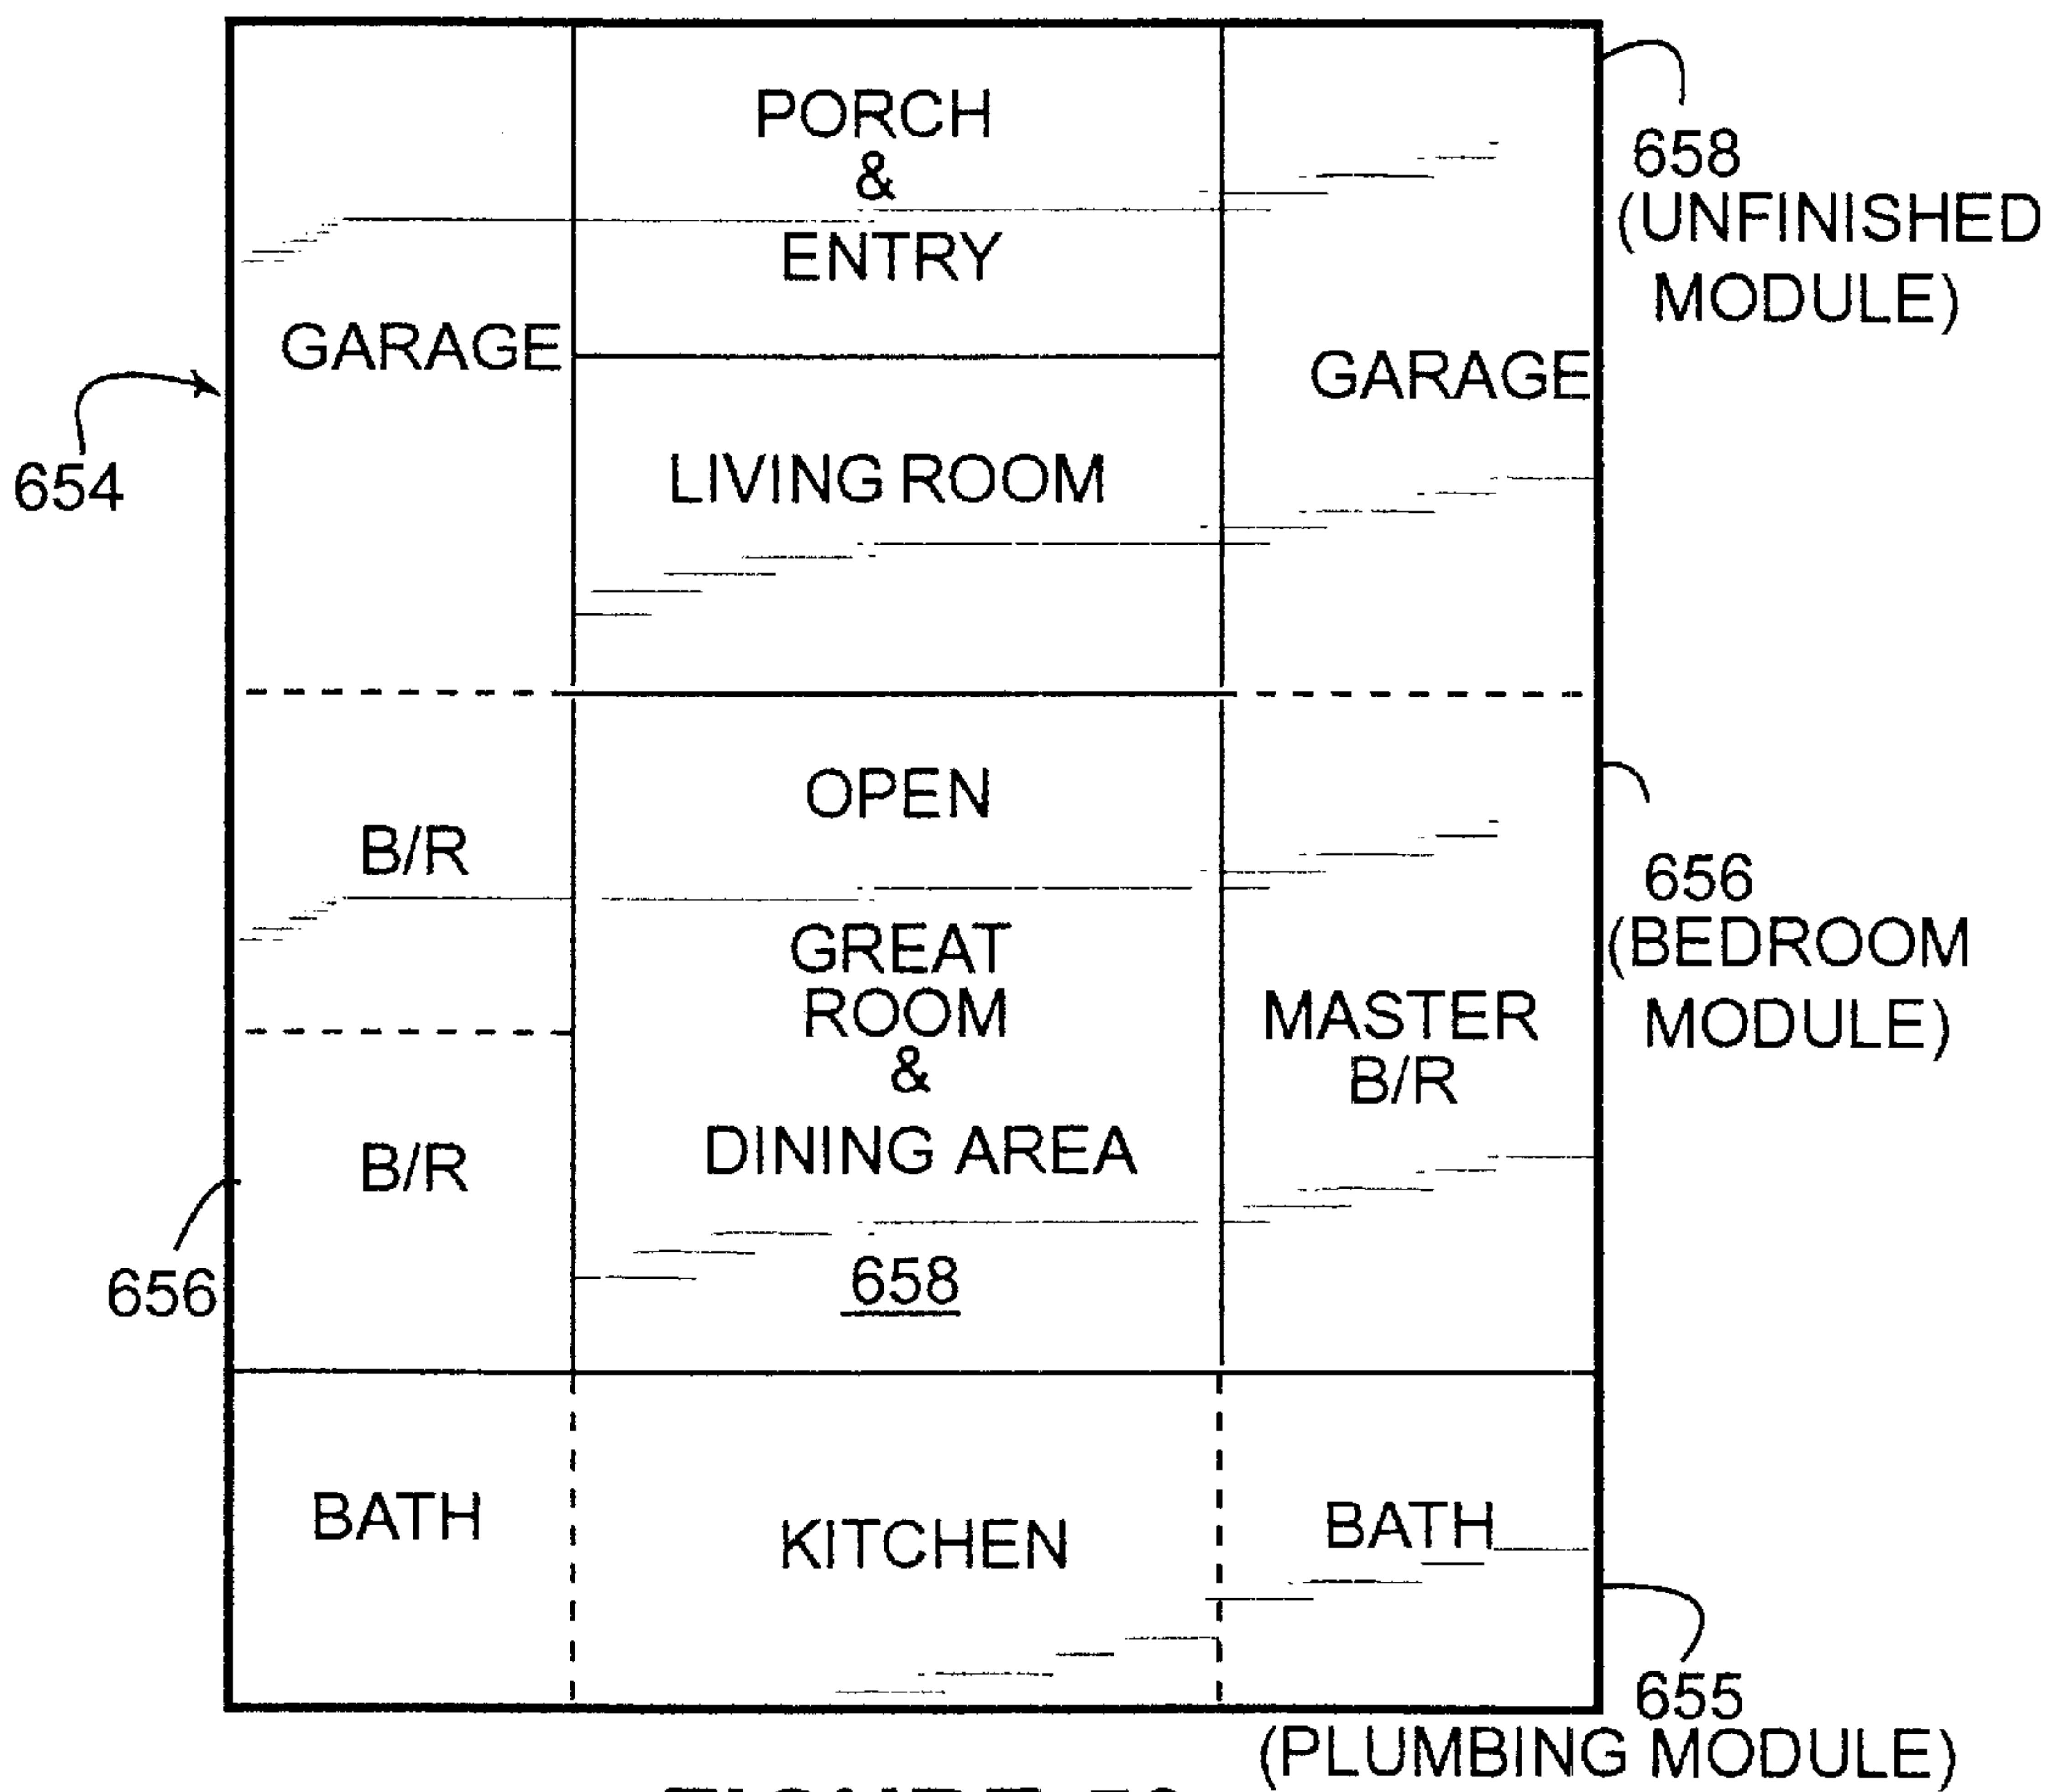 PORCH
&
ENTRY
658
(UNFINISHED
MODULE)
GARAGE
GARAGE
654
LIVING ROOM
OPEN
B/R
656
(BEDROOM
MODULE)
GREAT
ROOM
&
DINING AREA
MASTER
B/R
B/R
656
658
BATH
KITCHEN
BATH
655
(PLUMBING MODULE)